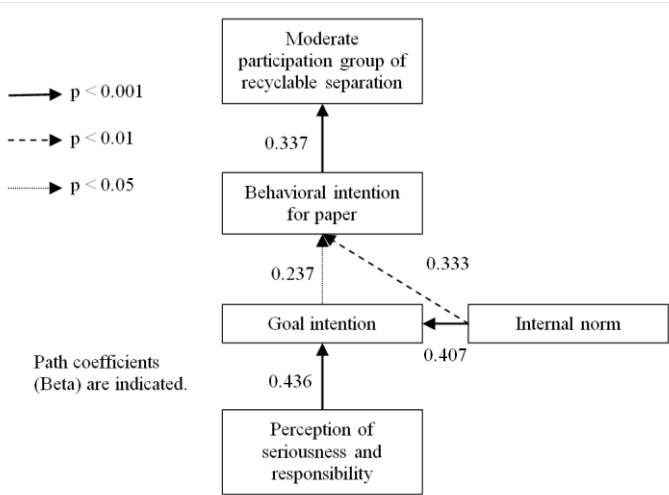 Moderate
participation group of
recyclable separation
p < 0.001
p < 0.01
p < 0.05
0.337
Behavioral intention
for paper
0.237
0.333
Goal intention
Internal norm
0.407
Path coefficients
(Beta) are indicated.
0.436
Perception of
seriousness and
responsibility